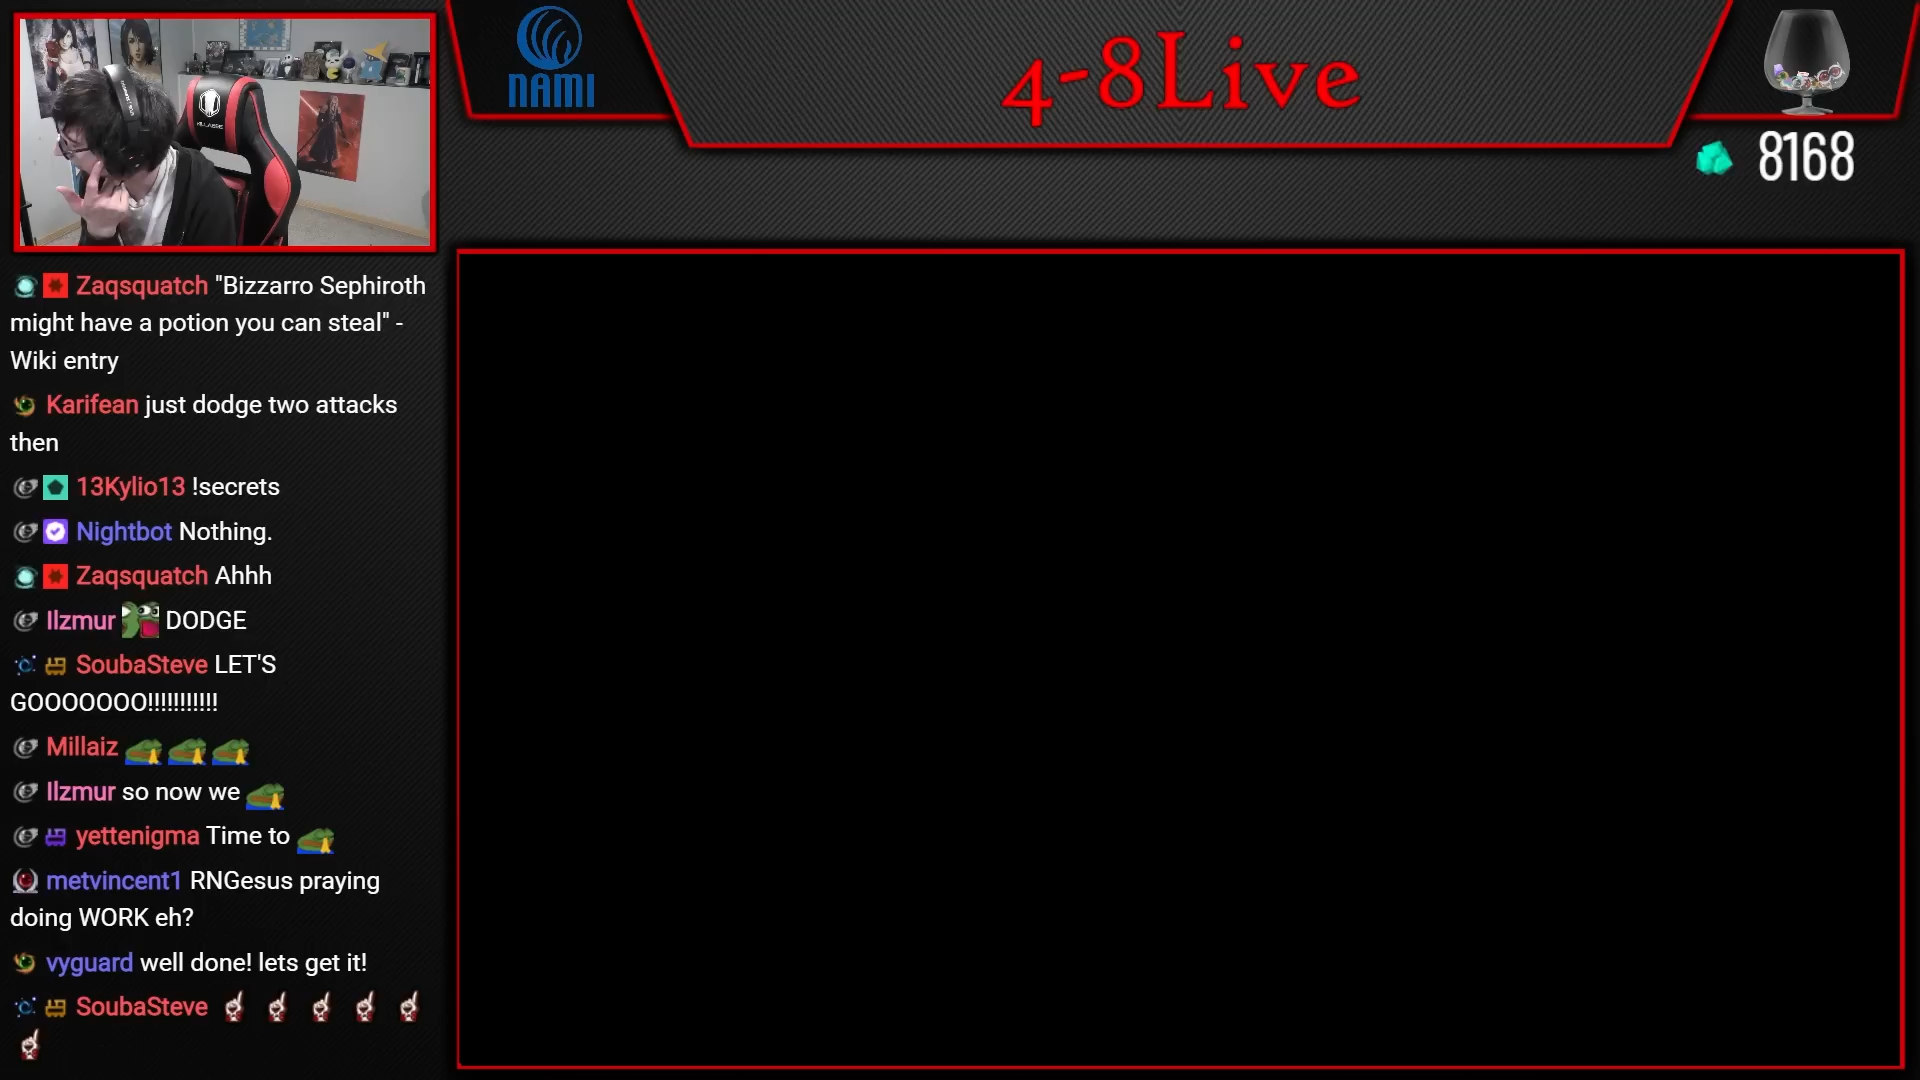 NAMI
4-8Live
8168
Zaqsquatch "Bizzarro Sephiroth
might have a potion you can steal" -
Wiki entry
Karifean just dodge two attacks
then
13Kylio13 !secrets
Nightbot Nothing.
Zaqsquatch Ahhh
Ilzmur DODGE
SoubaSteve LET'S
GOOOOOOO!!!!!!!!!!!
Millaiz
Ilzmur so now we
yettenigma Time to
metvincent1 RNGesus praying
doing WORK eh?
vyguard well done! lets get it!
SoubaSteve